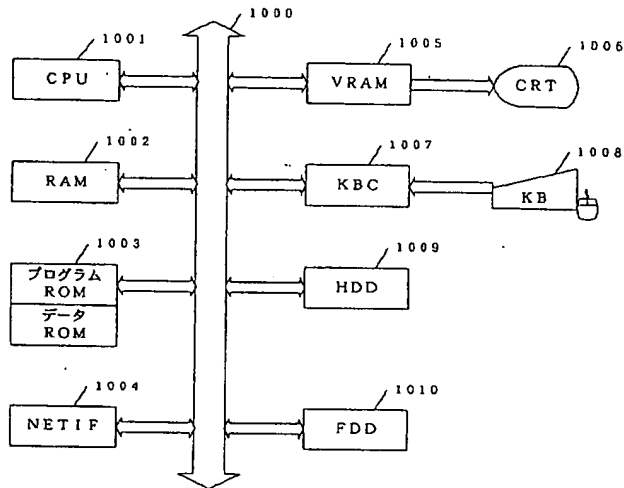 1000
1001
CPU
1002
RAM
1003
プログラム
ROM
データ
ROM
1004
NETIF
1005
VRAM
1006
CRT
1007
KBC
1008
KB
1009
HDD
1010
FDD